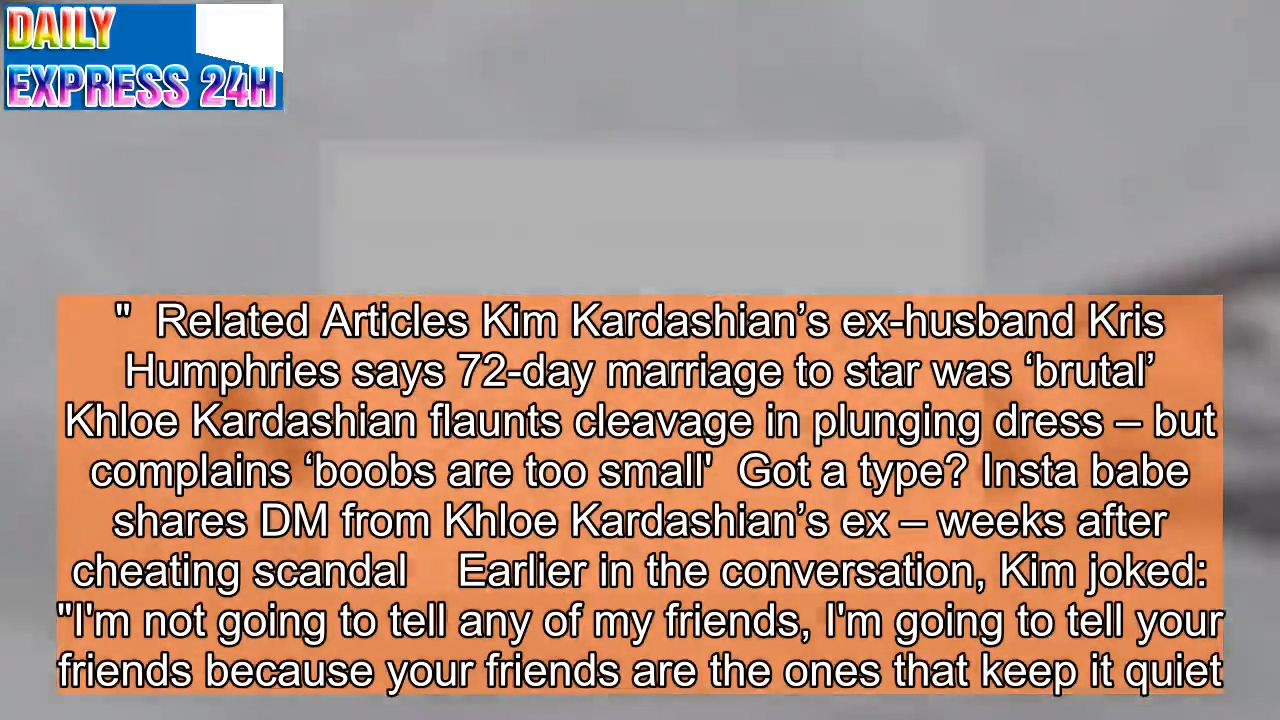 DAILY
EXPRESS 24H
"  Related Articles Kim Kardashian’s ex-husband Kris
Humphries says 72-day marriage to star was ‘brutal’
Khloe Kardashian flaunts cleavage in plunging dress – but
complains ‘boobs are too small'  Got a type? Insta babe
shares DM from Khloe Kardashian’s ex – weeks after
cheating scandal    Earlier in the conversation, Kim joked:
"I'm not going to tell any of my friends, I'm going to tell your
friends because your friends are the ones that keep it quiet